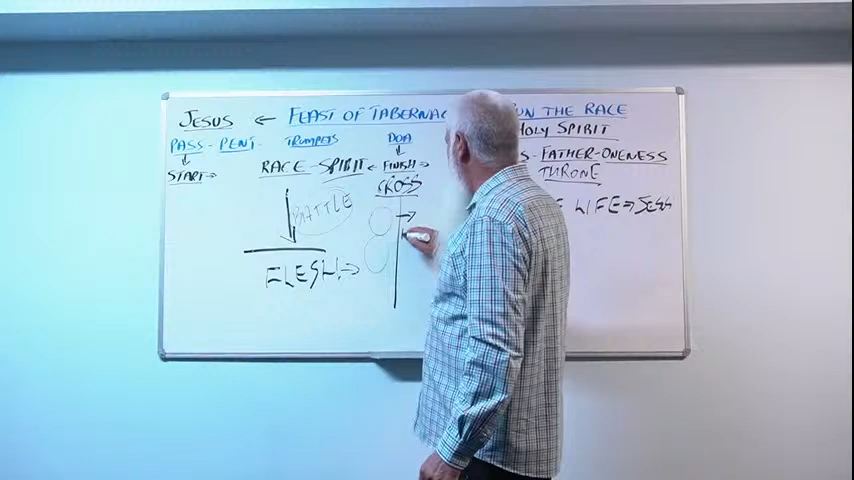 JESUS ← FEAST OF TABERNAC UN THE RACE
HOLY SPIRIT
PASS - PENT - TRUMPETS DOA
S-FATHER-ONENESS
START→ RACE-SPIRIT ← FINISH→
THRONE
CROSS
BATTLE
LIFE ⇒
FLESH!→